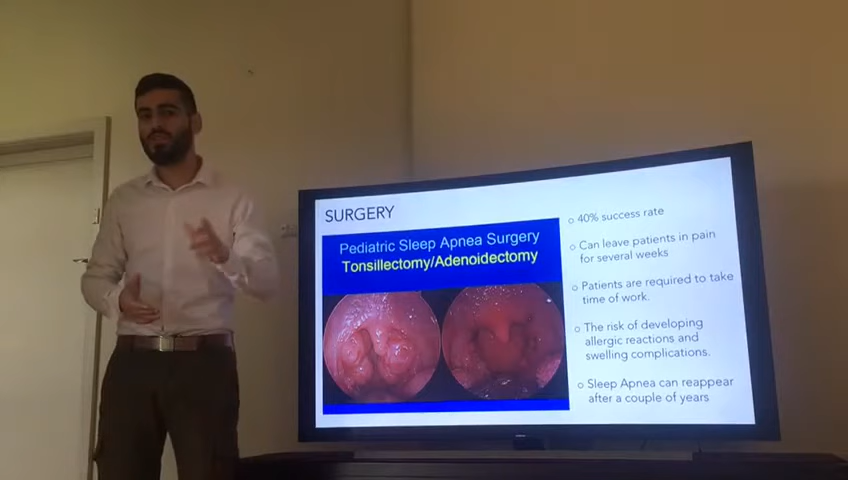 SURGERY
Pediatric Sleep Apnea Surgery
Tonsillectomy/Adenoidectomy
○ 40% success rate
○ Can leave patients in pain
for several weeks
○ Patients are required to take
time of work.
○ The risk of developing
allergic reactions and
swelling complications.
○ Sleep Apnea can reappear
after a couple of years